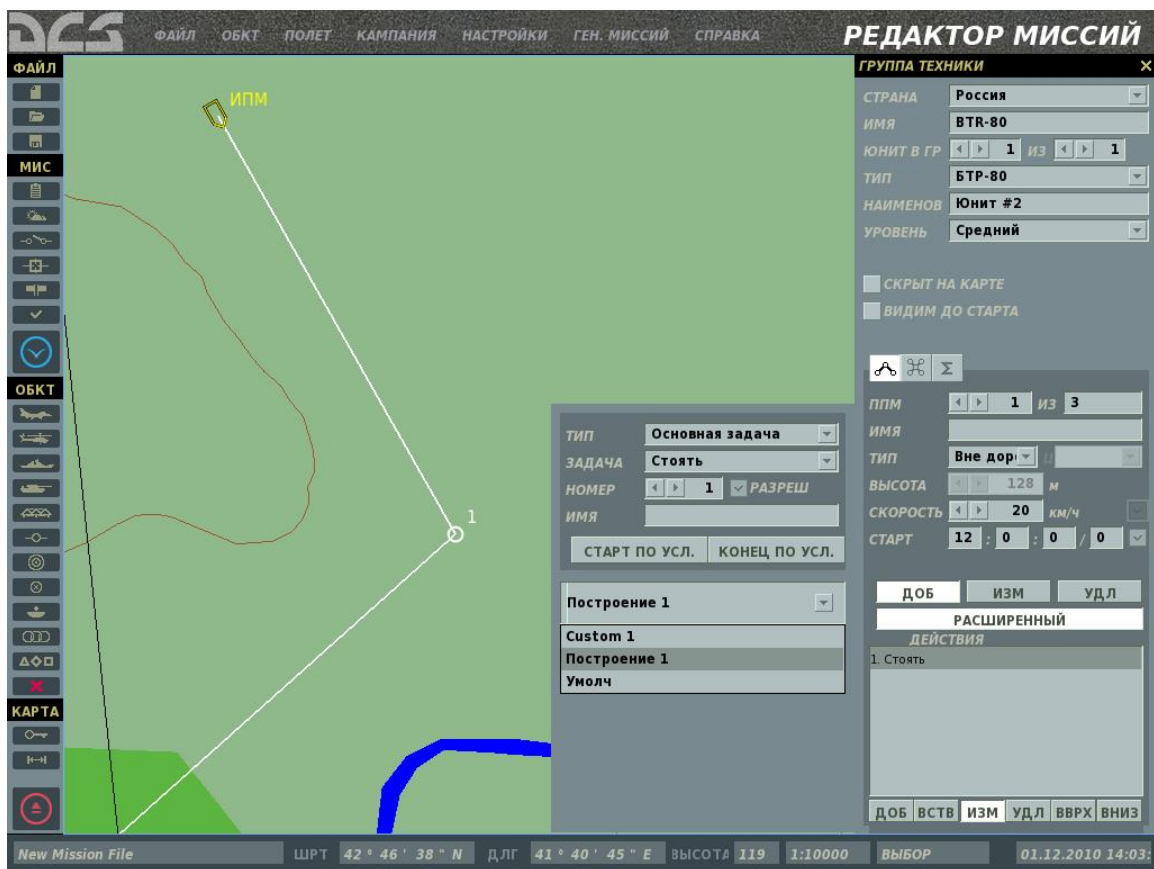 DCS ФАЙЛ ОБКТ ПОЛЕТ КАМПАНИЯ НАСТРОЙКИ ГЕН. МИССИЙ СПРАВКА РЕДАКТОР МИССИЙ
ФАЙЛ
МИС
ОБКТ
КАРТА
ИПМ
1
ТИП Основная задача
ЗАДАЧА Стоять
НОМЕР 1 РАЗРЕШ
ИМЯ
СТАРТ ПО УСЛ. КОНЕЦ ПО УСЛ.
Построение 1
Custom 1
Построение 1
Умолч
ГРУППА ТЕХНИКИ
СТРАНА Россия
ИМЯ BTR-80
ЮНИТ В ГР 1 ИЗ 1
ТИП БТР-80
НАИМЕНОВ Юнит #2
УРОВЕНЬ Средний
СКРЫТ НА КАРТЕ
ВИДИМ ДО СТАРТА
ППМ 1 ИЗ 3
ИМЯ
ТИП Вне дор
ВЫСОТА 128 м
СКОРОСТЬ 20 км/ч
СТАРТ 12 : 0 : 0 / 0
ДОБ ИЗМ УДЛ
РАСШИРЕННЫЙ
ДЕЙСТВИЯ
1. Стоять
ДОБ ВСТВ ИЗМ УДЛ ВВРХ ВНИЗ
New Mission File ШРТ 42 ° 46 ' 38 " N ДЛГ 41 ° 40 ' 45 " E ВЫСОТА 119 1:10000 ВЫБОР 01.12.2010 14:03: